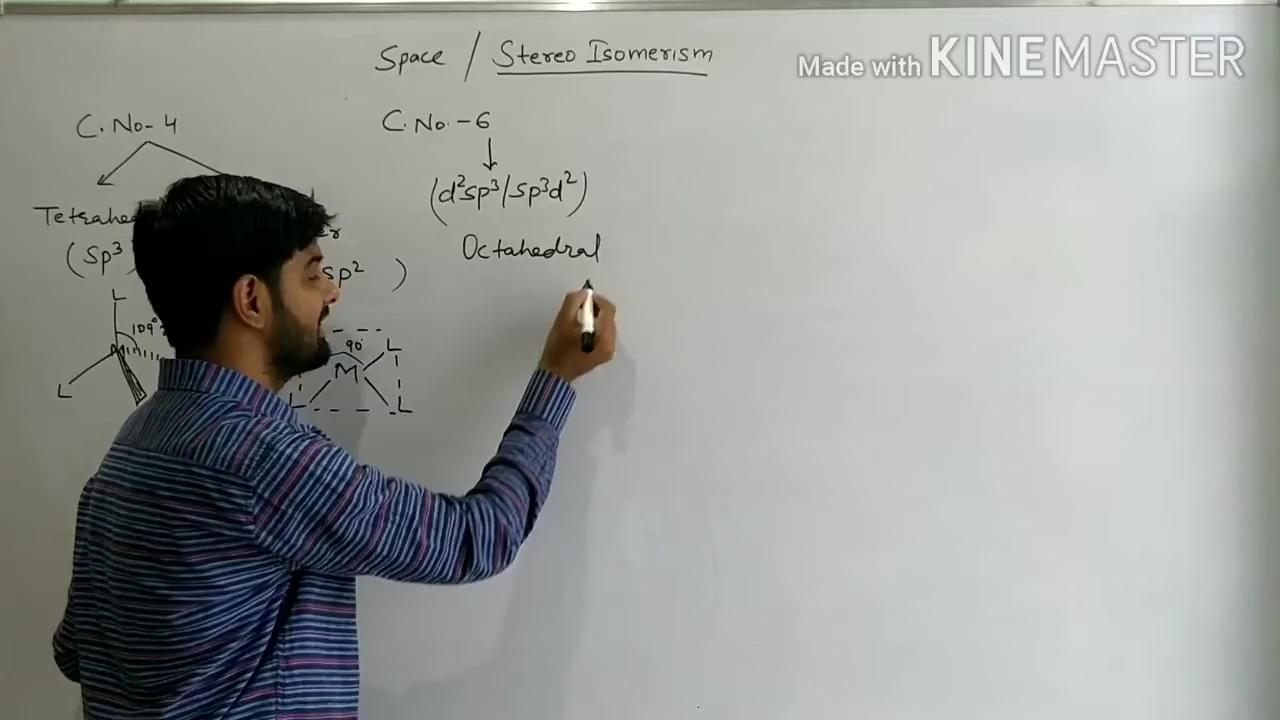 Space / Stereo Isomerism
Made with KINEMASTER
C. No - 4
C. No. - 6
(d²sp³/sp³d²)
(sp³
sp² )
Octahedral
L
109°
L
90°
L
M
L
L